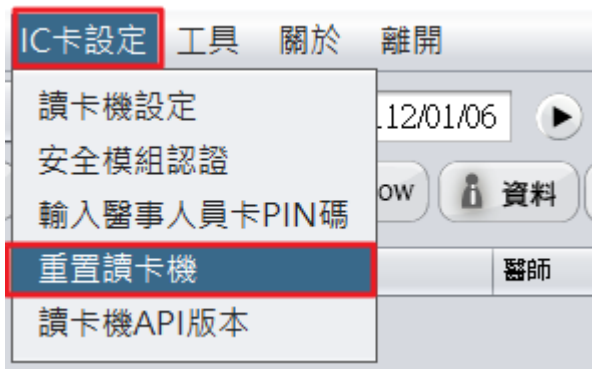 IC卡設定 工具 關於 離開
讀卡機設定
.12/01/06
安全模組認證
輸入醫事人員卡PIN碼
ow 資料
重置讀卡機
醫師
讀卡機API版本